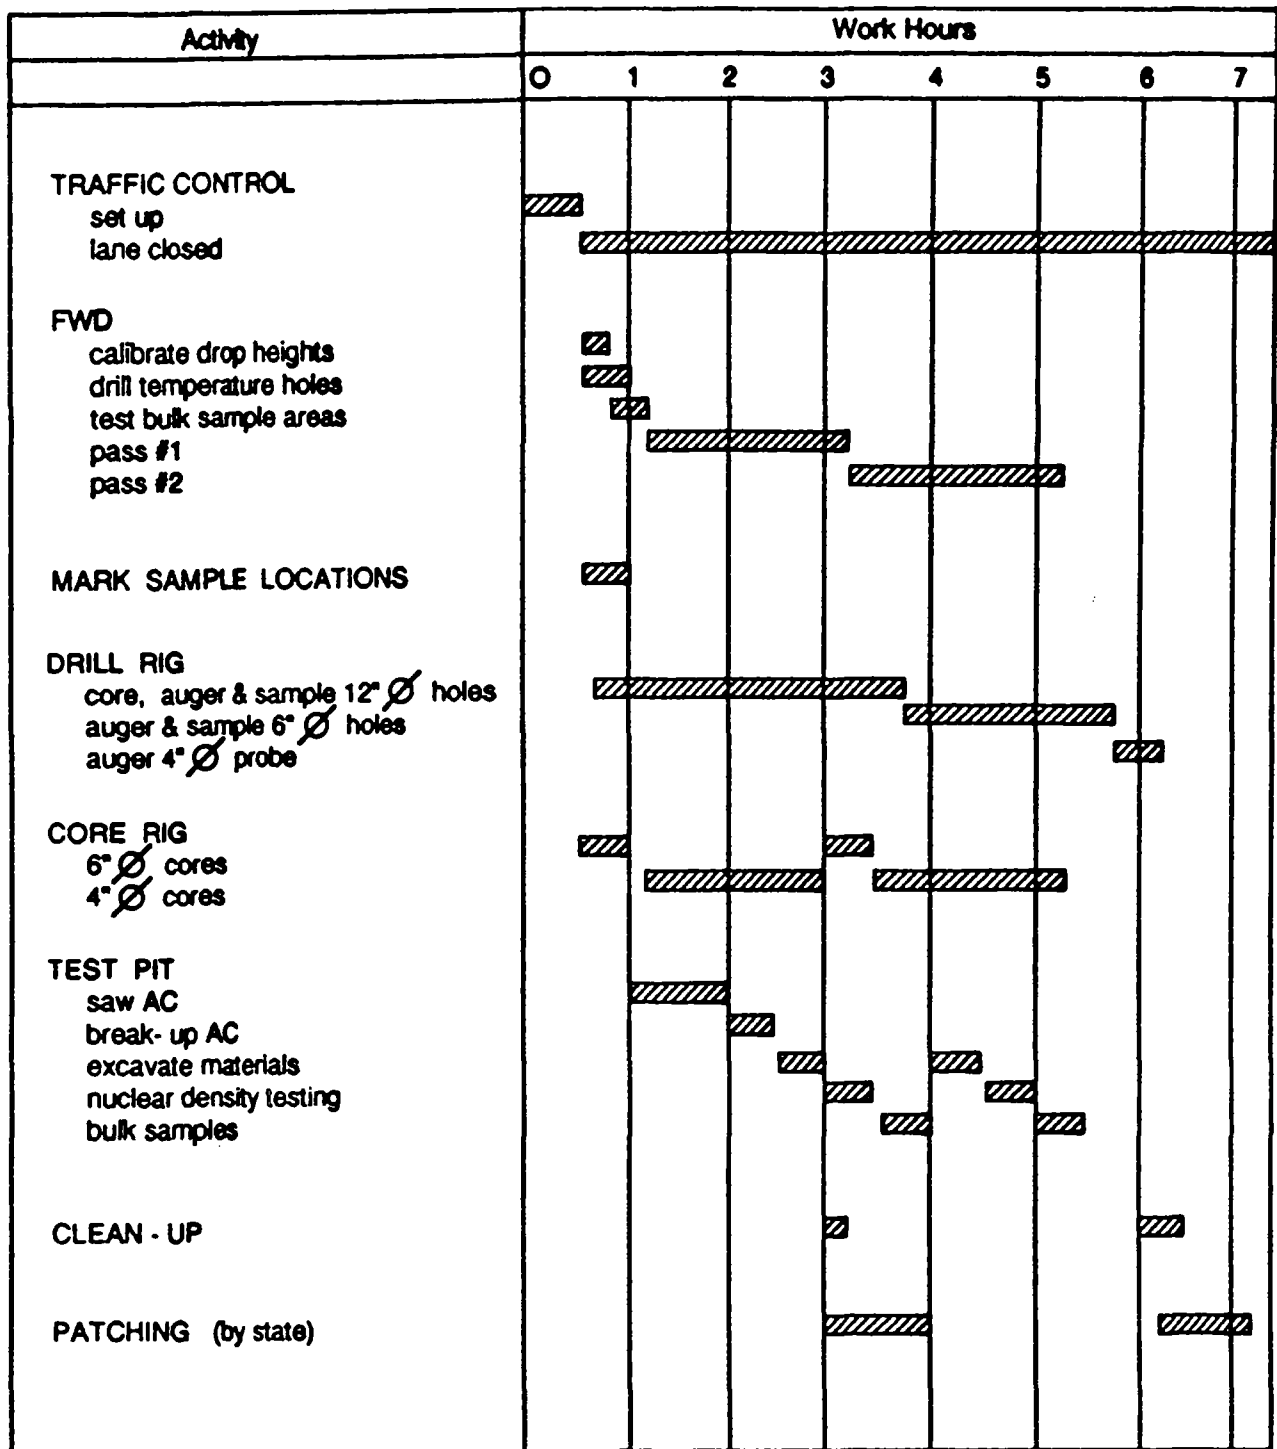 Activity
Work Hours
0 1 2 3 4 5 6 7
TRAFFIC CONTROL
set up
lane closed
FWD
calibrate drop heights
drill temperature holes
test bulk sample areas
pass #1
pass #2
MARK SAMPLE LOCATIONS
DRILL RIG
core, auger & sample 12" Ø holes
auger & sample 6" Ø holes
auger 4" Ø probe
CORE RIG
6" Ø cores
4" Ø cores
TEST PIT
saw AC
break-up AC
excavate materials
nuclear density testing
bulk samples
CLEAN - UP
PATCHING (by state)